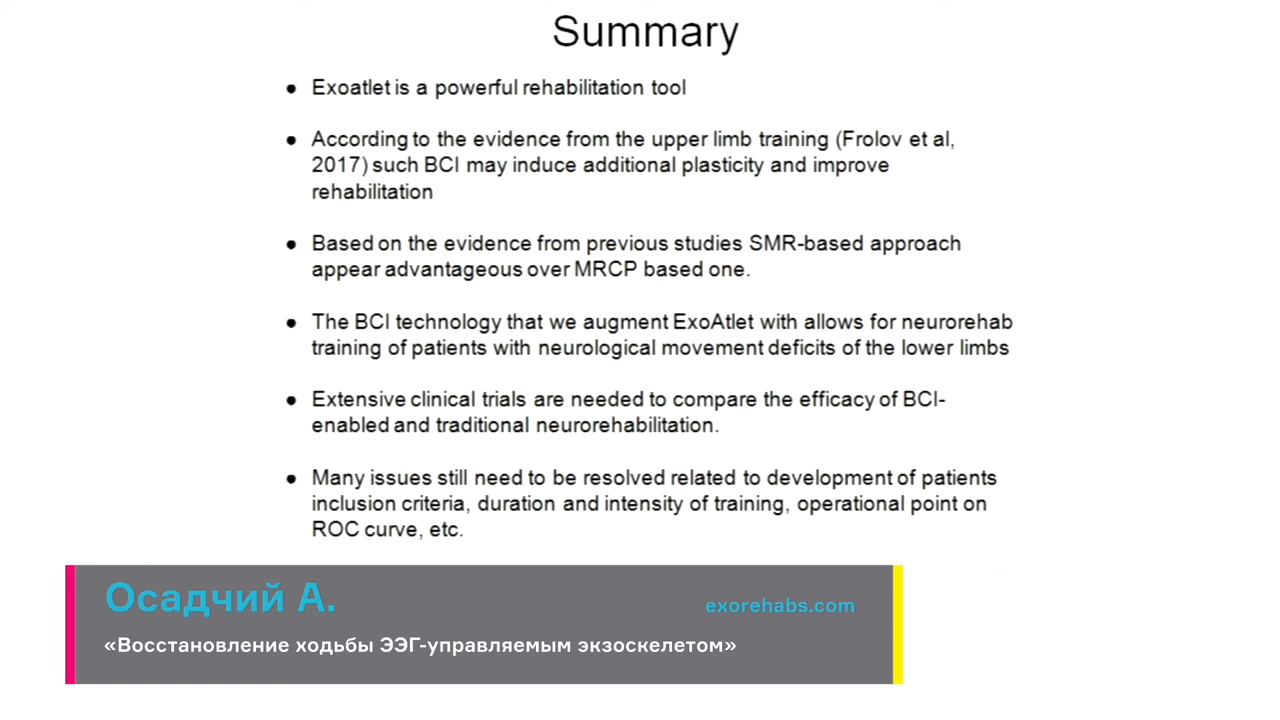 Summary
● Exoatlet is a powerful rehabilitation tool
● According to the evidence from the upper limb training (Frolov et al,
2017) such BCI may induce additional plasticity and improve
rehabilitation
● Based on the evidence from previous studies SMR-based approach
appear advantageous over MRCP based one.
● The BCI technology that we augment ExoAtlet with allows for neurorehab
training of patients with neurological movement deficits of the lower limbs
● Extensive clinical trials are needed to compare the efficacy of BCI-
enabled and traditional neurorehabilitation.
● Many issues still need to be resolved related to development of patients
inclusion criteria, duration and intensity of training, operational point on
ROC curve, etc.
Осадчий А.
exorehabs.com
«Восстановление ходьбы ЭЭГ-управляемым экзоскелетом»